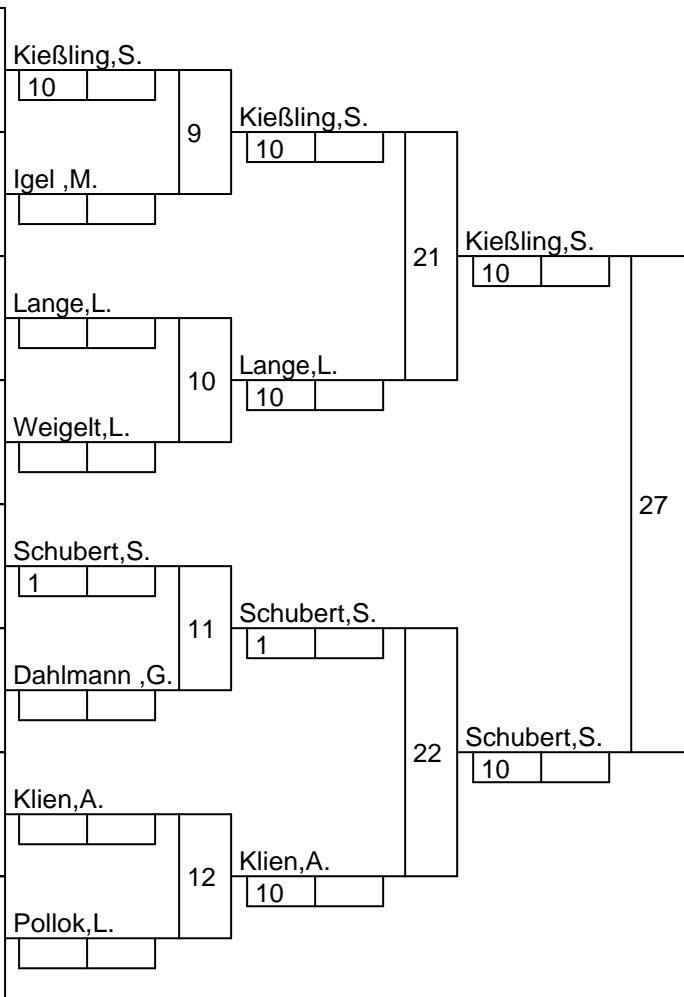 Kießling,S.
10
9
Igel ,M.
Kießling,S.
10
21
Lange,L.
10
Weigelt,L.
Lange,L.
10
Kießling,S.
10
27
Schubert,S.
1
11
Dahlmann ,G.
Schubert,S.
1
22
Klien,A.
12
Pollok,L.
Klien,A.
10
Schubert,S.
10